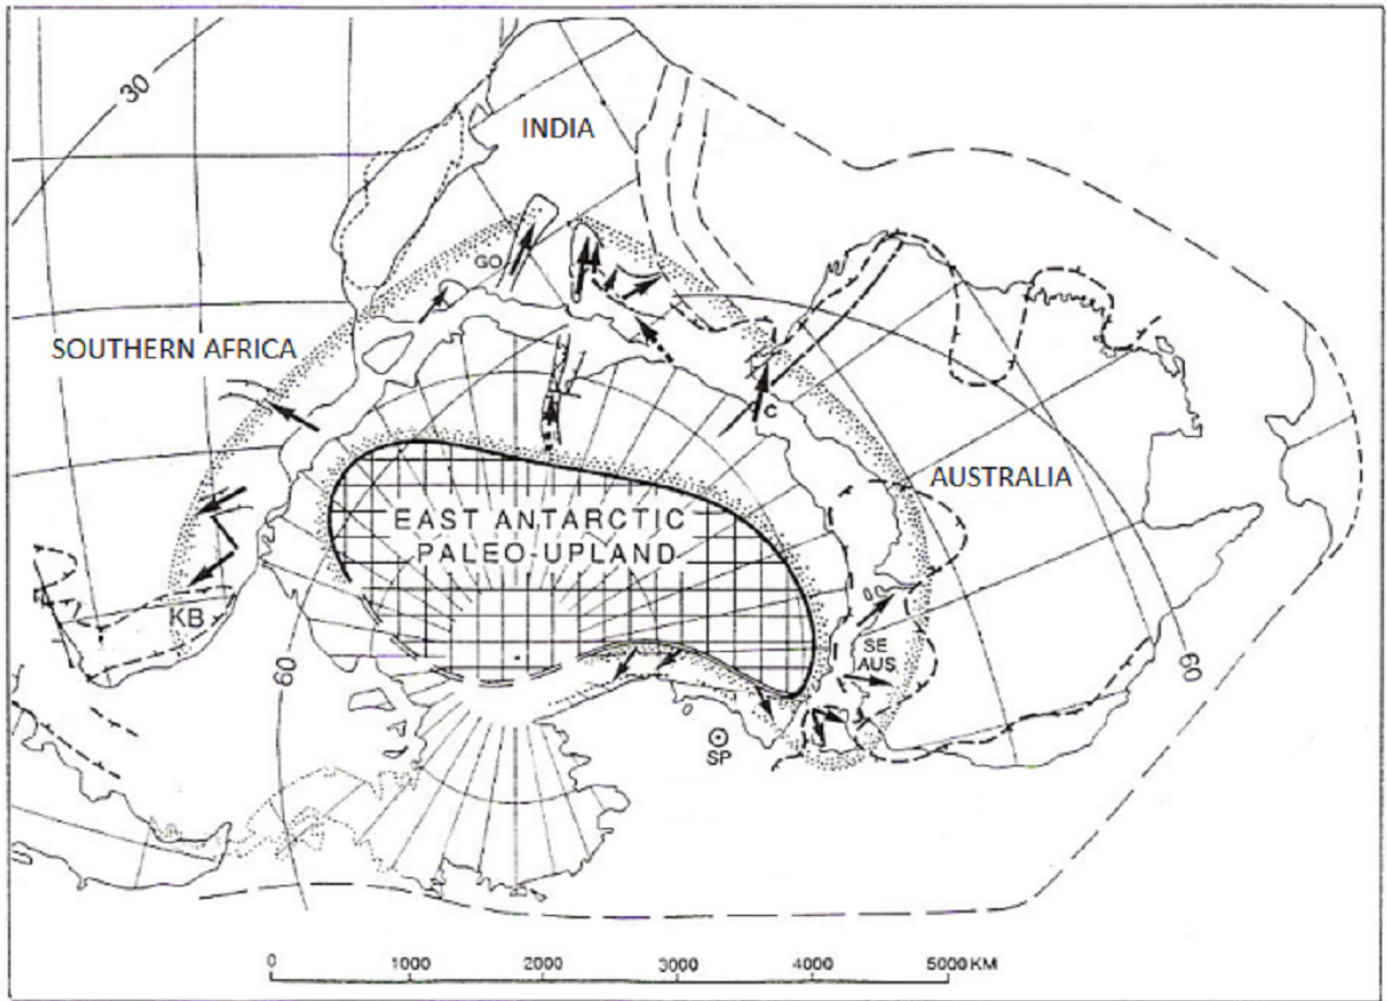 30
INDIA
GO
SOUTHERN AFRICA
C
AUSTRALIA
EAST ANTARCTIC
PALEO-UPLAND
KB
SE
AUS
60
60
SP
0 1000 2000 3000 4000 5000 KM